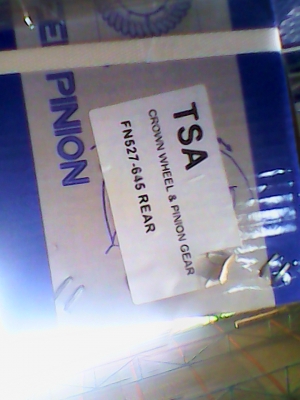 PINION
TSA
CROWN WHEEL & PINION GEAR
FN527-645 REAR